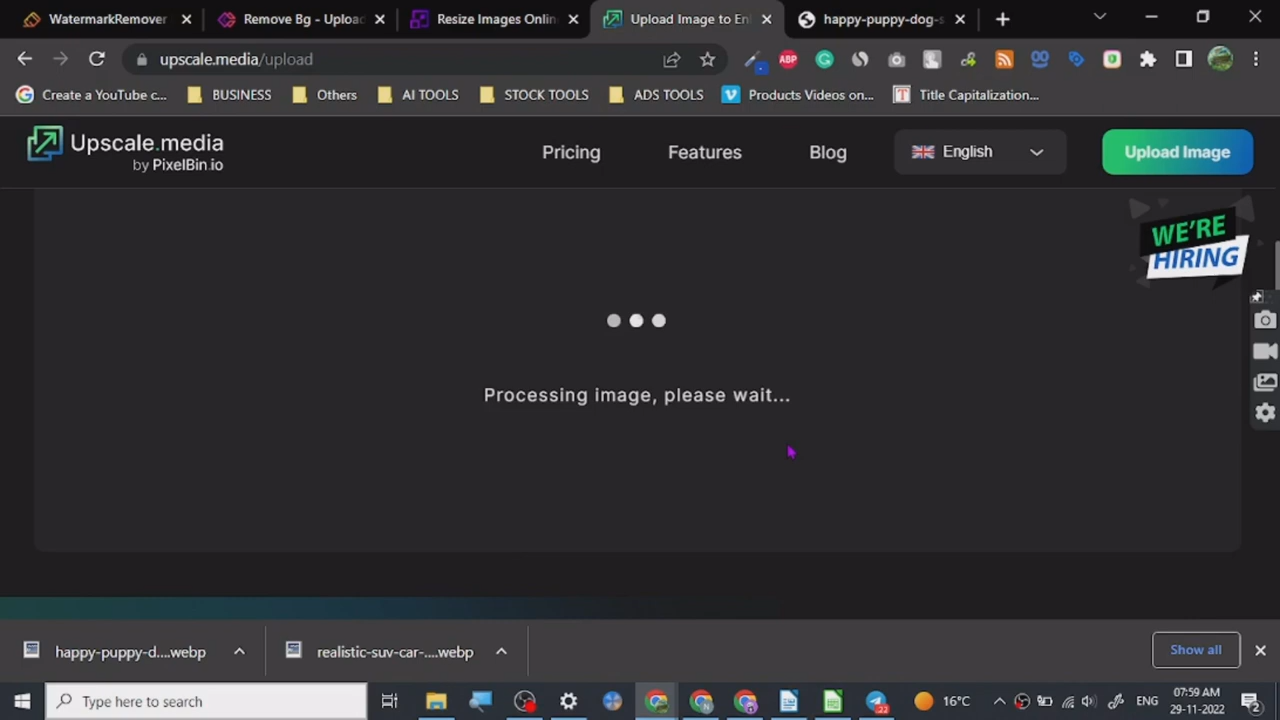 WatermarkRemover
Remove Bg - Uploa
Resize Images Onlin
Upload Image to En
happy-puppy-dog-s
upscale.media/upload
ABP
Create a YouTube c...
BUSINESS
Others
AI TOOLS
STOCK TOOLS
ADS TOOLS
Products Videos on...
Title Capitalization...
Upscale.media
by PixelBin.io
Pricing
Features
Blog
English
Upload Image
WE'RE
HIRING
Processing image, please wait...
happy-puppy-d....webp
realistic-suv-car-....webp
Show all
Type here to search
22
16°C
ENG
07:59 AM
29-11-2022
2